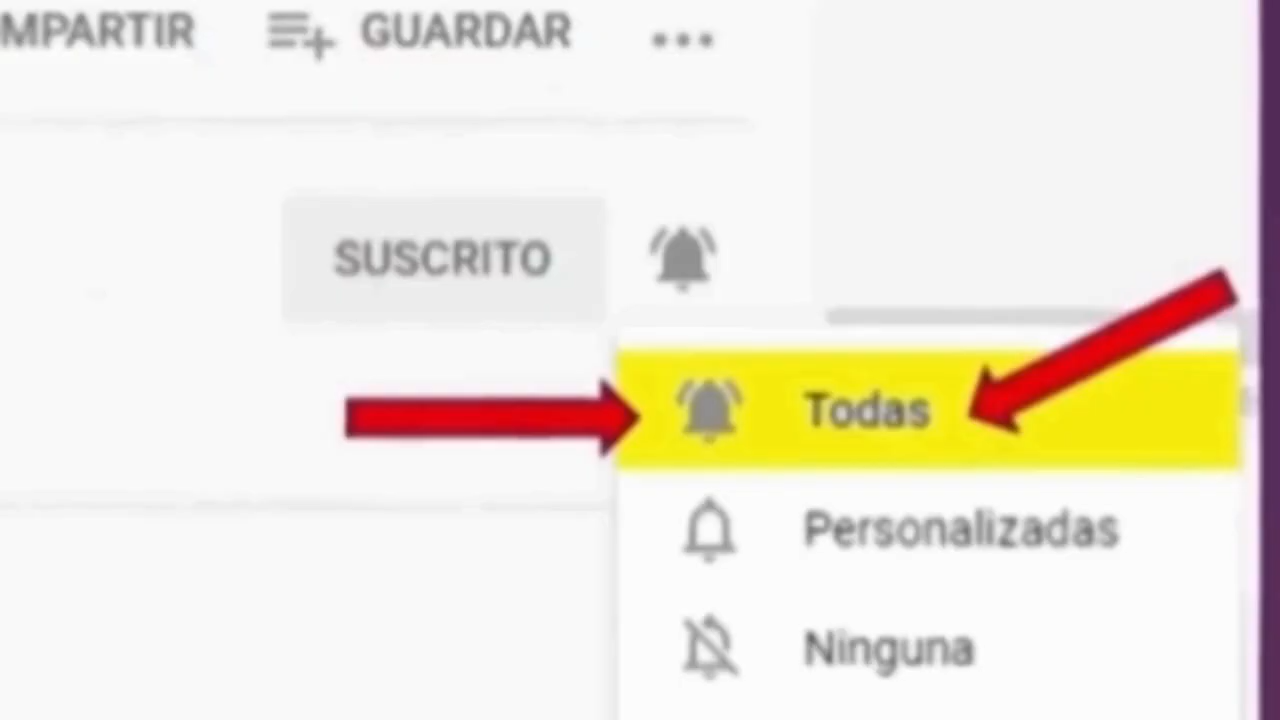 MPARTIR GUARDAR
SUSCRITO
Todas
Personalizadas
Ninguna